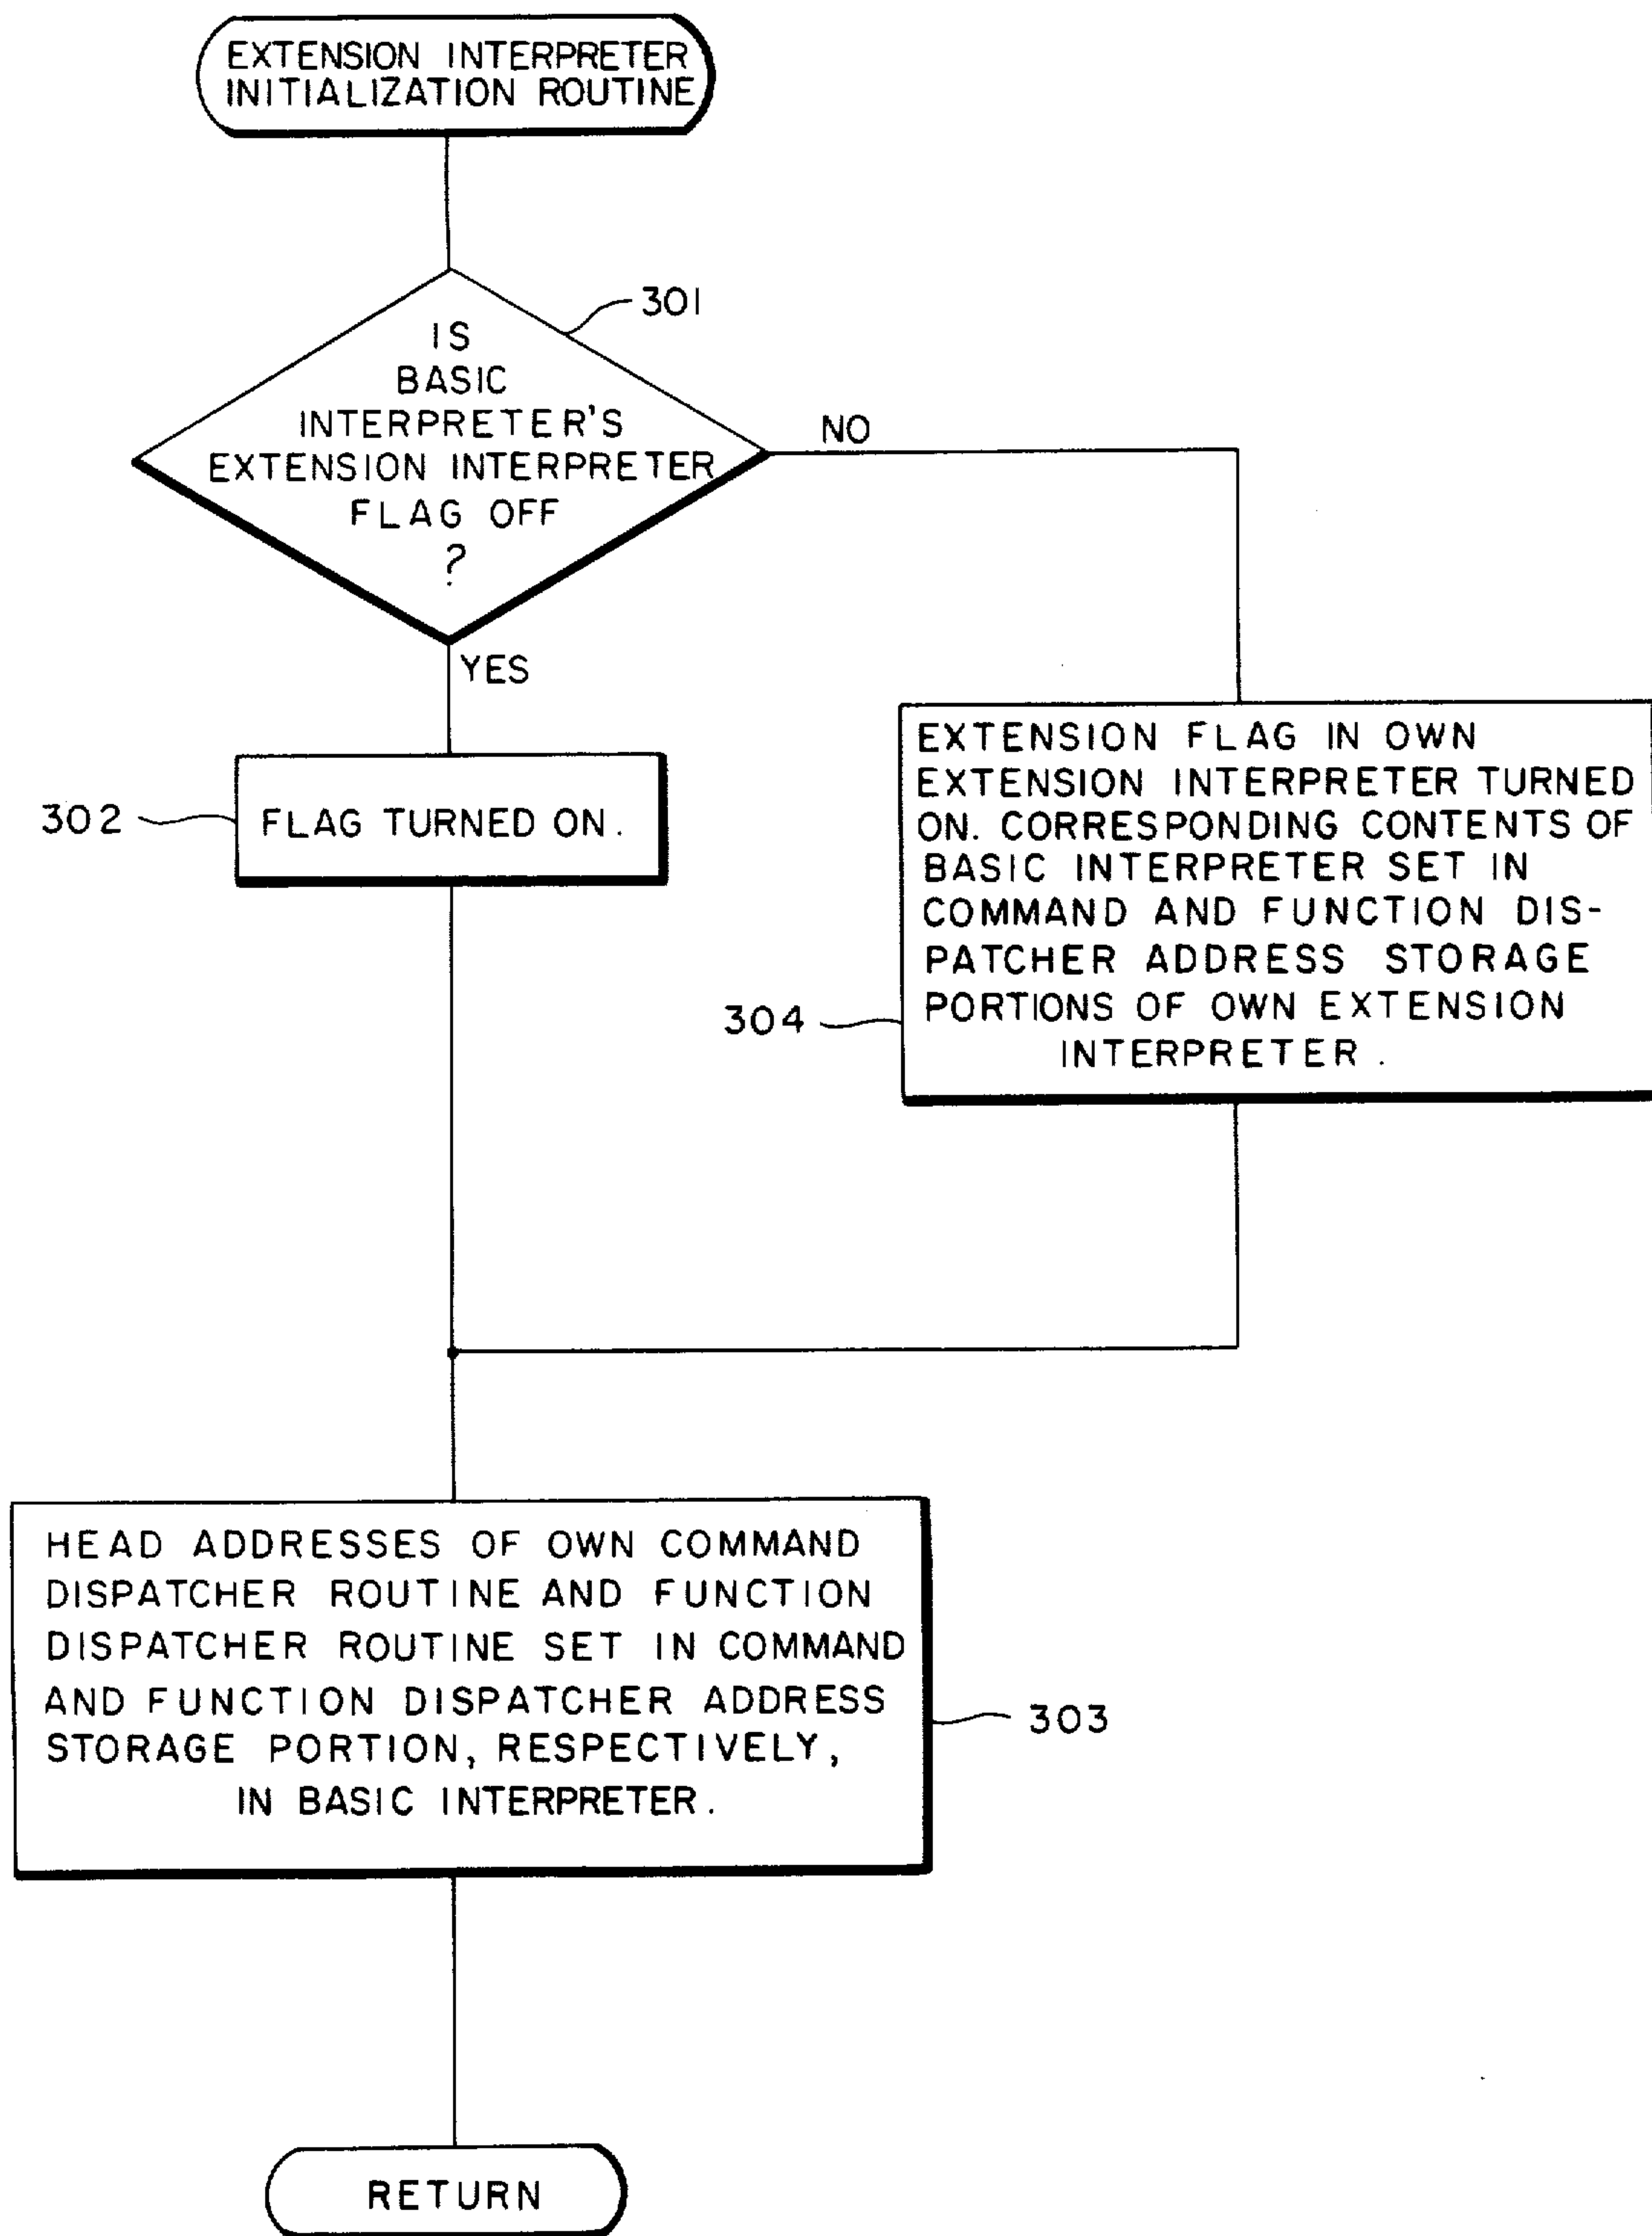 EXTENSION INTERPRETER
INITIALIZATION ROUTINE
301
IS
BASIC
INTERPRETER'S
EXTENSION INTERPRETER
FLAG OFF
?
NO
YES
302
FLAG TURNED ON.
EXTENSION FLAG IN OWN
EXTENSION INTERPRETER TURNED
ON. CORRESPONDING CONTENTS OF
BASIC INTERPRETER SET IN
COMMAND AND FUNCTION DIS-
PATCHER ADDRESS STORAGE
PORTIONS OF OWN EXTENSION
INTERPRETER.
304
HEAD ADDRESSES OF OWN COMMAND
DISPATCHER ROUTINE AND FUNCTION
DISPATCHER ROUTINE SET IN COMMAND
AND FUNCTION DISPATCHER ADDRESS
STORAGE PORTION, RESPECTIVELY,
IN BASIC INTERPRETER.
303
RETURN